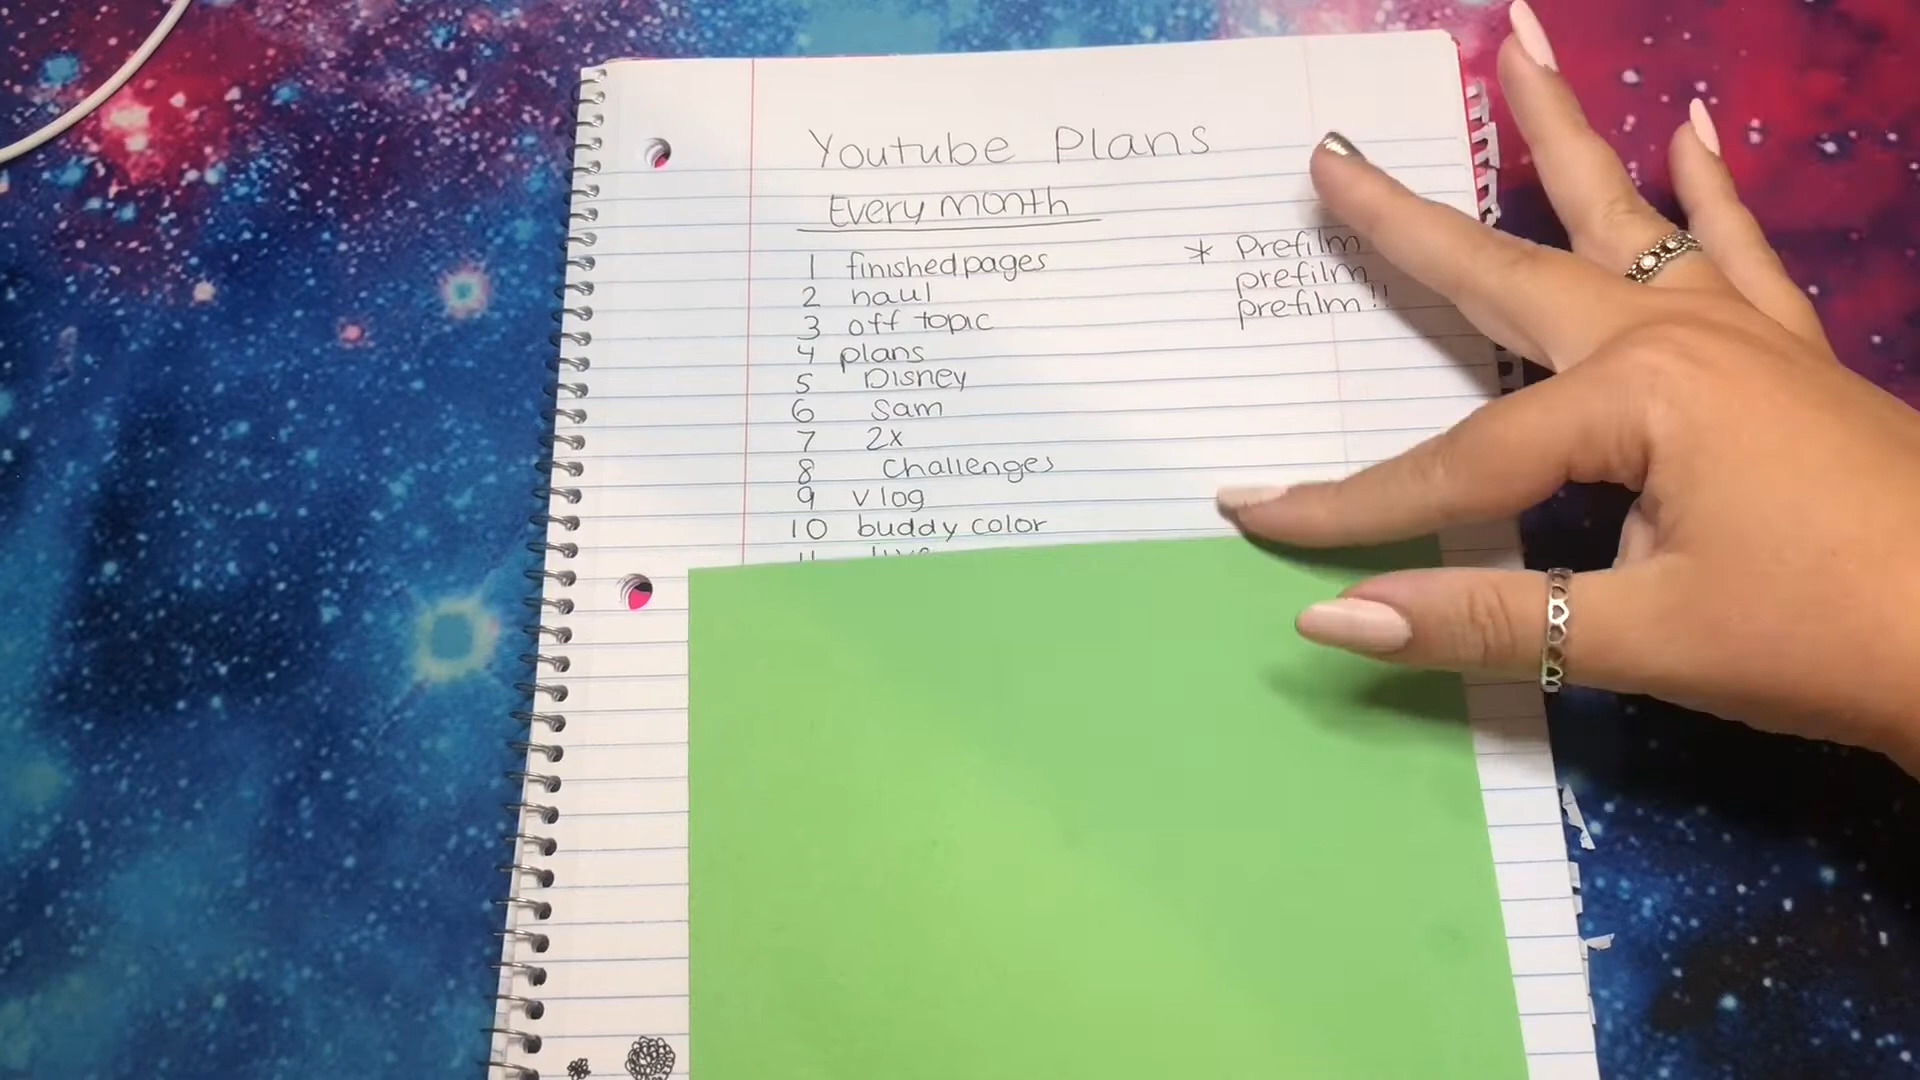 Youtube Plans
Every month
1 finished pages
2 haul
3 off topic
4 plans
5 Disney
6 Sam
7 2x
8 Challenges
9 vlog
10 buddy color
11
* Prefilm
prefilm
prefilm!!